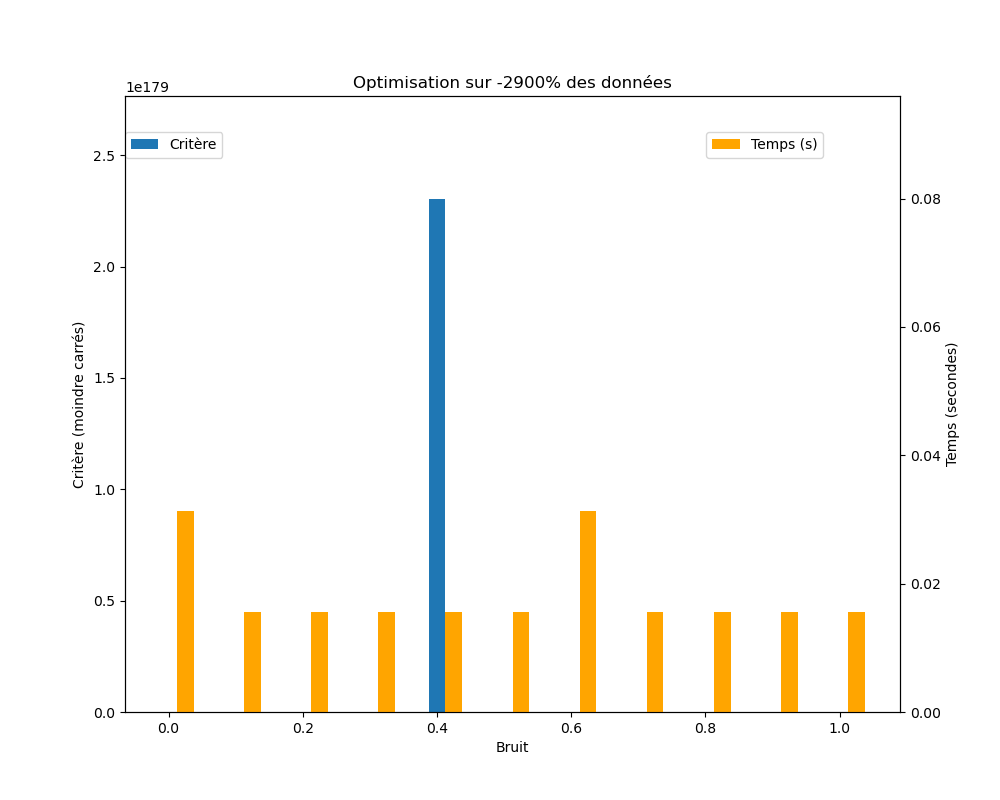 Optimisation sur -2900% des données
1e179
Critère
Temps (s)
2.5
2.0
1.5
1.0
0.5
0.0
Critère (moindre carrés)
0.08
0.06
0.04
0.02
0.00
Temps (secondes)
0.0 0.2 0.4 0.6 0.8 1.0
Bruit